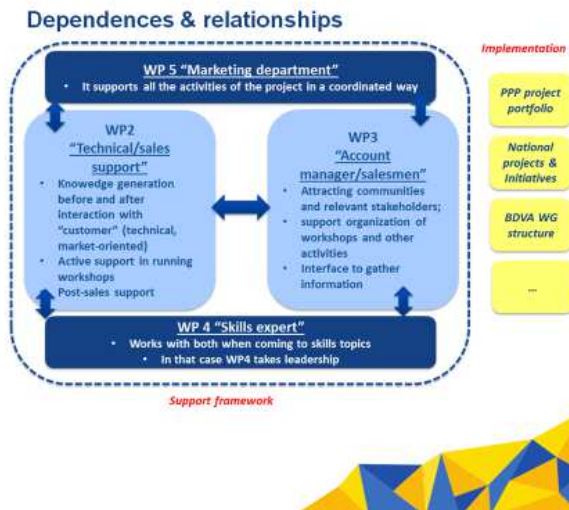 Dependences & relationships
WP 5 “Marketing department”
• It supports all the activities of the project in a coordinated way
WP2
“Technical/sales
support”
• Knowedge generation
before and after
interaction with
“customer” (technical,
market-oriented)
• Active support in running
workshops
• Post-sales support
WP3
“Account
manager/salesmen”
• Attracting communities
and relevant stakeholders;
• support organization of
workshops and other
activities
• Interface to gather
information
WP 4 “Skills expert”
• Works with both when coming to skills topics
• In that case WP4 takes leadership
Support framework
Implementation
PPP project
portfolio
National
projects &
Initiatives
BDVA WG
structure
...